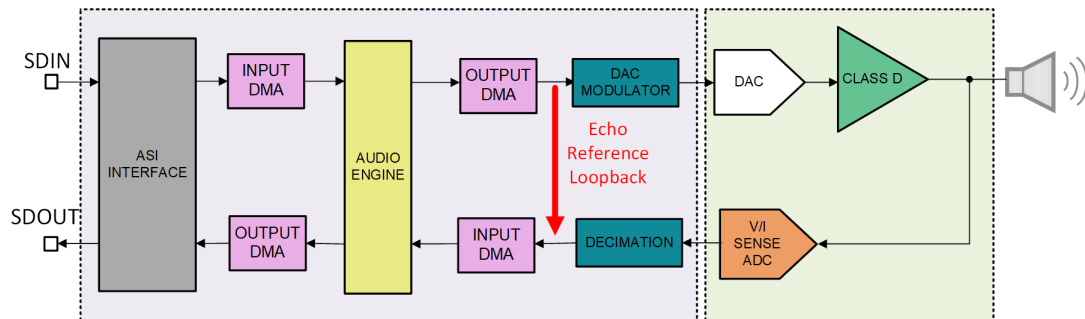 SDIN
ASI
INTERFACE
INPUT
DMA
AUDIO
ENGINE
OUTPUT
DMA
DAC
MODULATOR
DAC
CLASS D
Echo
Reference
Loopback
SDOUT
OUTPUT
DMA
INPUT
DMA
DECIMATION
V/I
SENSE
ADC